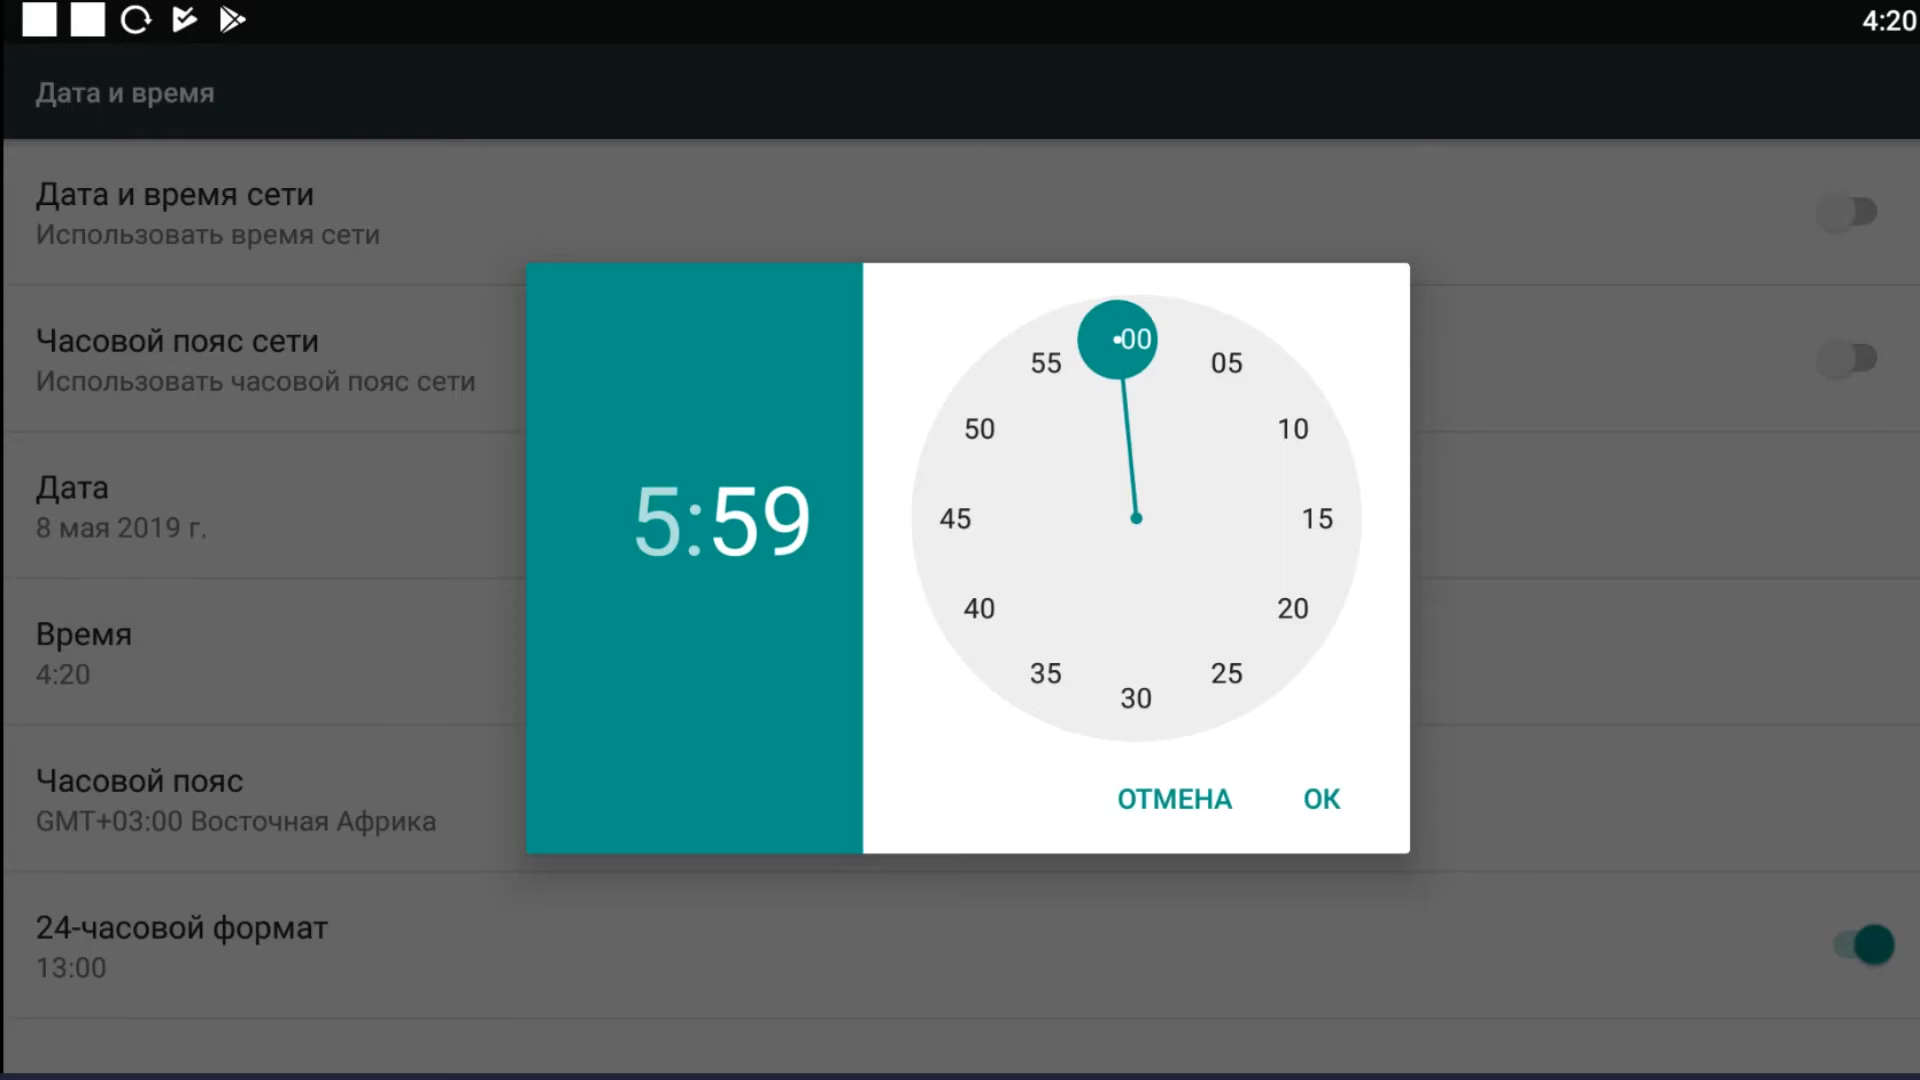 4:20
Дата и время
Дата и время сети
Использовать время сети
Часовой пояс сети
Использовать часовой пояс сети
Дата
8 мая 2019 г.
Время
4:20
Часовой пояс
GMT+03:00 Восточная Африка
24-часовой формат
13:00
5:59
00
05
10
15
20
25
30
35
40
45
50
55
ОТМЕНА
ОК